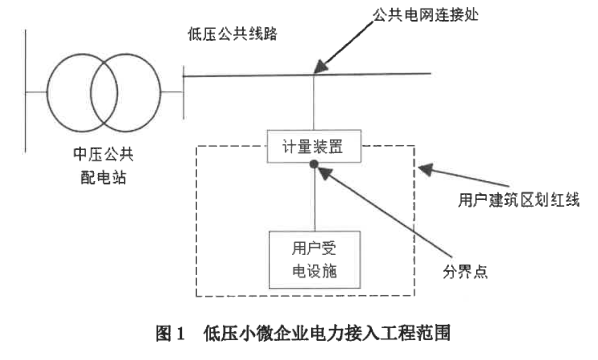 公共电网连接处
低压公共线路
中压公共
配电站
计量装置
用户建筑区划红线
用户受
电设施
分界点
图1 低压小微企业电力接入工程范围